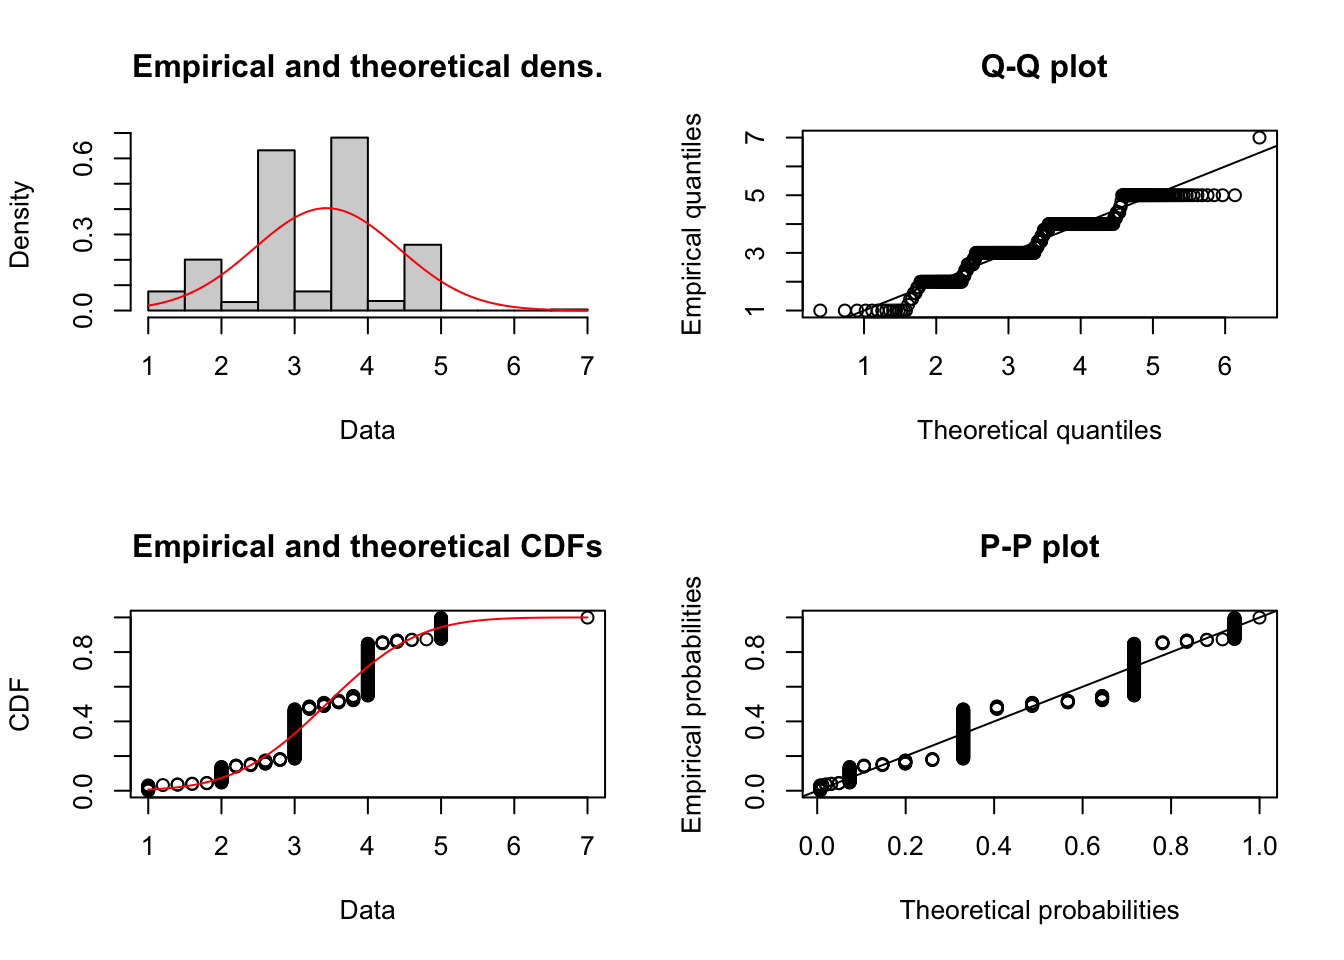 Empirical and theoretical dens.
Density
0.0 0.3 0.6
1 2 3 4 5 6 7
Data
Q-Q plot
Empirical quantiles
1 3 5 7
1 2 3 4 5 6
Theoretical quantiles
Empirical and theoretical CDFs
CDF
0.0 0.4 0.8
1 2 3 4 5 6 7
Data
P-P plot
Empirical probabilities
0.0 0.4 0.8
0.0 0.2 0.4 0.6 0.8 1.0
Theoretical probabilities